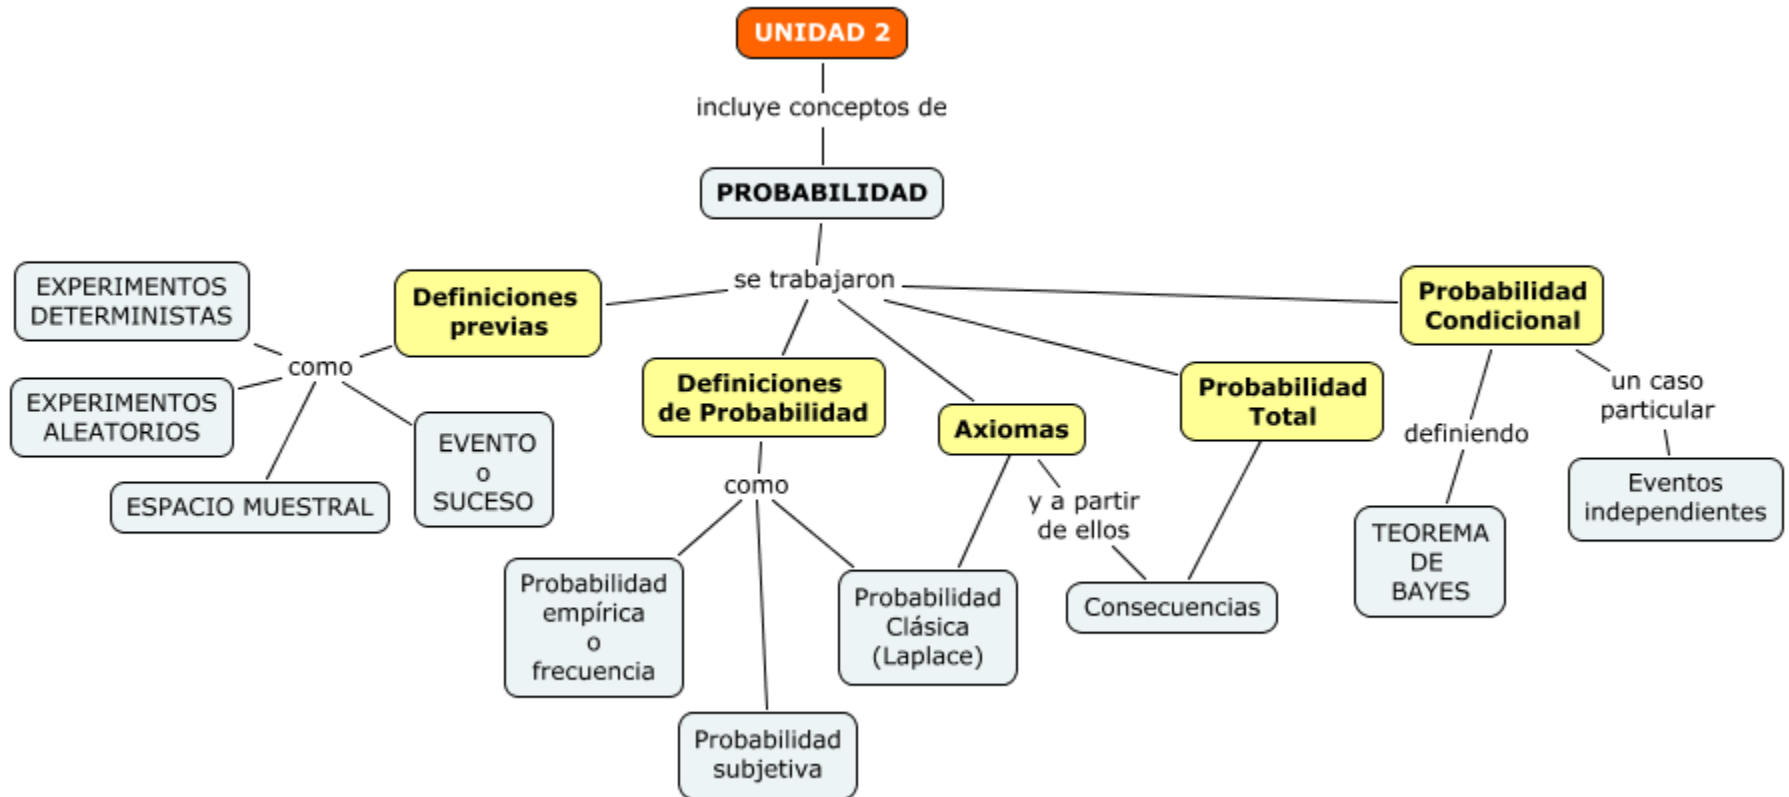 UNIDAD 2
incluye conceptos de
PROBABILIDAD
se trabajaron
Definiciones
previas
como
EXPERIMENTOS
DETERMINISTAS
EXPERIMENTOS
ALEATORIOS
ESPACIO MUESTRAL
EVENTO
o
SUCESO
Definiciones
de Probabilidad
como
Probabilidad
empírica
o
frecuencia
Probabilidad
subjetiva
Probabilidad
Clásica
(Laplace)
Axiomas
y a partir
de ellos
Consecuencias
Probabilidad
Total
Probabilidad
Condicional
definiendo
TEOREMA
DE
BAYES
un caso
particular
Eventos
independientes